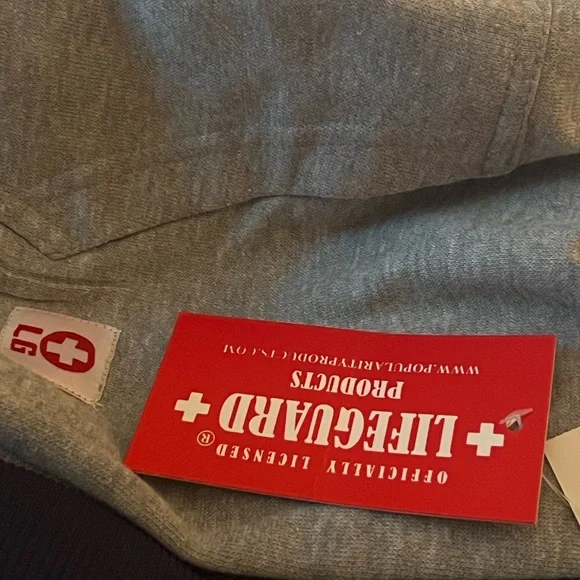 OFFICIALLY LICENSED®
LIFEGUARD
PRODUCTS
WWW.POPULARITYPRODUCTS.COM
LG